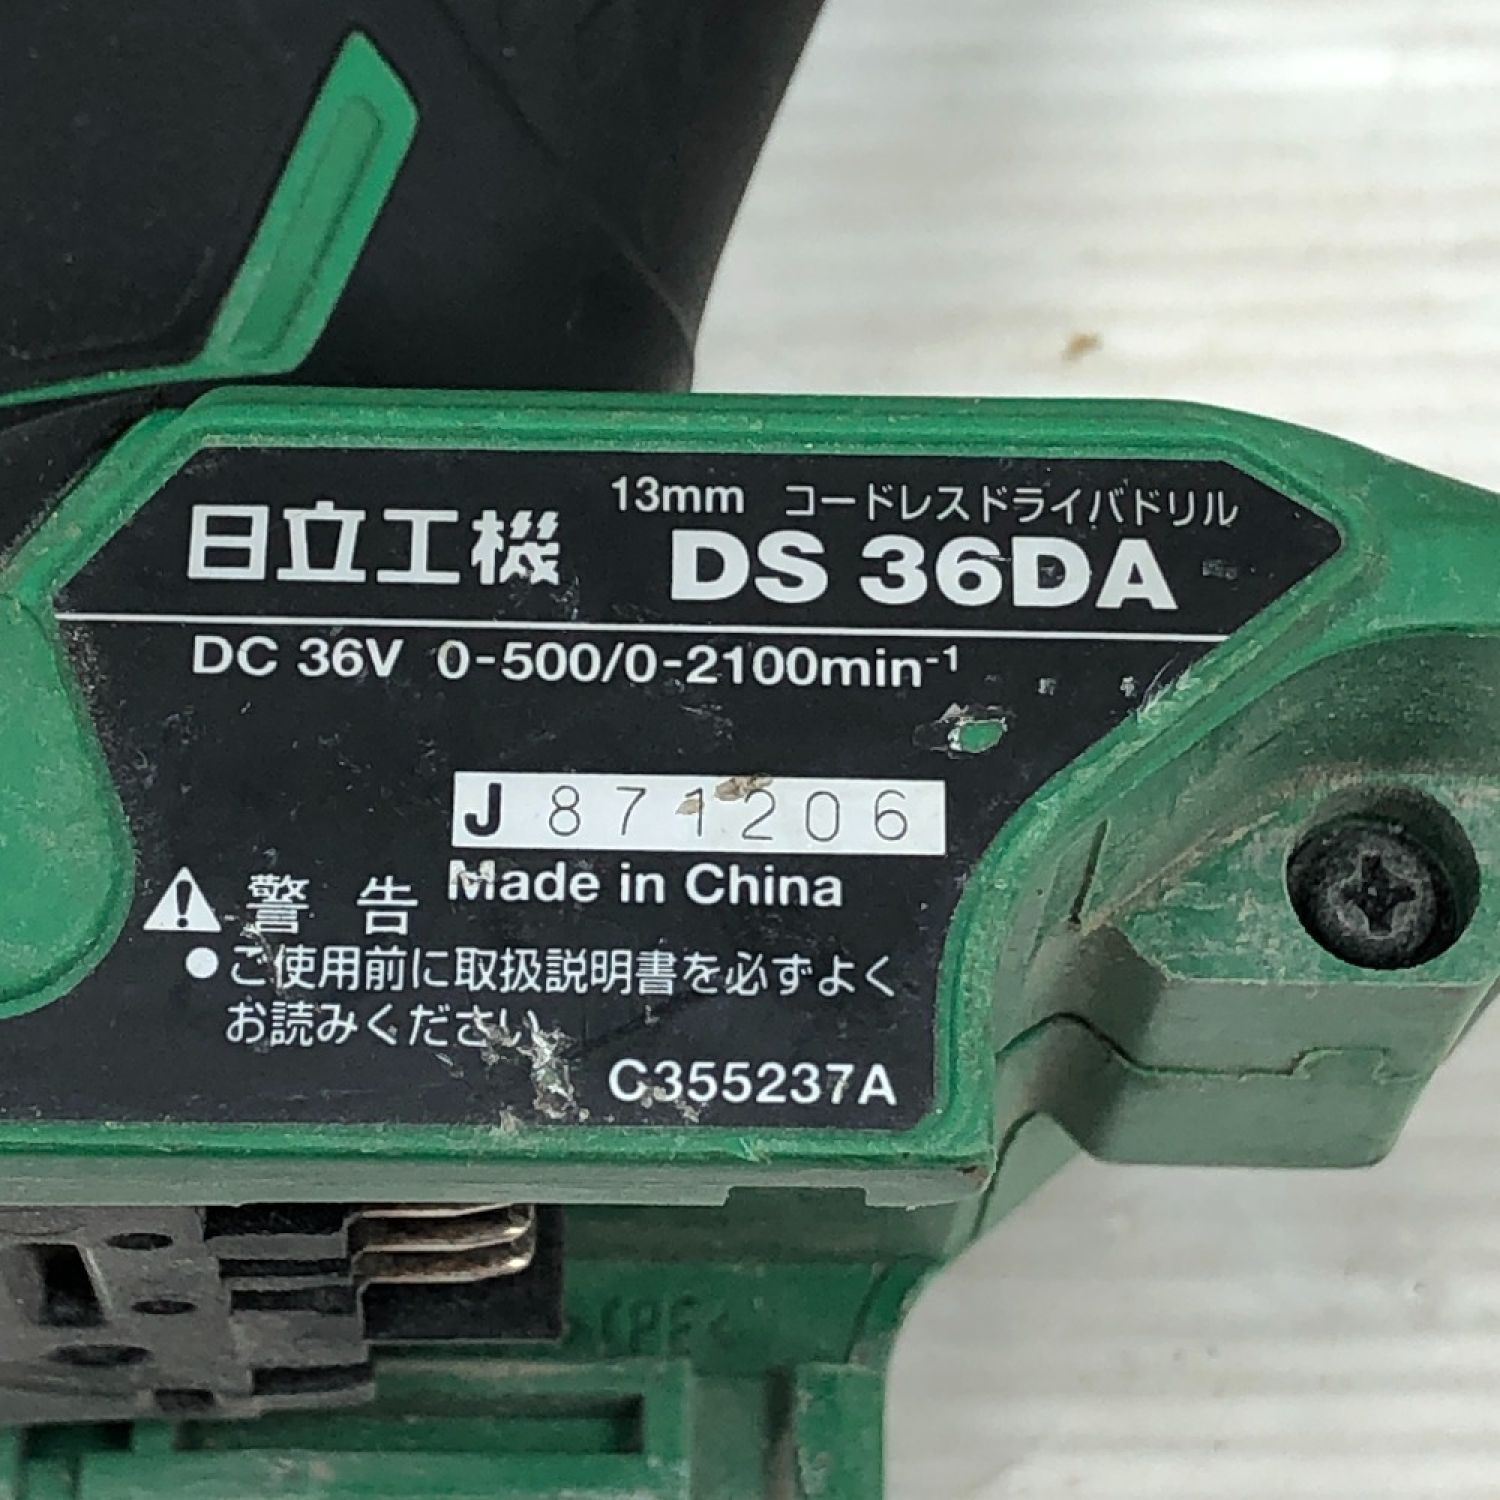 13mm コードレスドライバドリル
日立工機 DS 36DA
DC 36V 0-500/0-2100min⁻¹
J 871206
Made in China
⚠ 警告
●ご使用前に取扱説明書を必ずよく
お読みください
C355237A